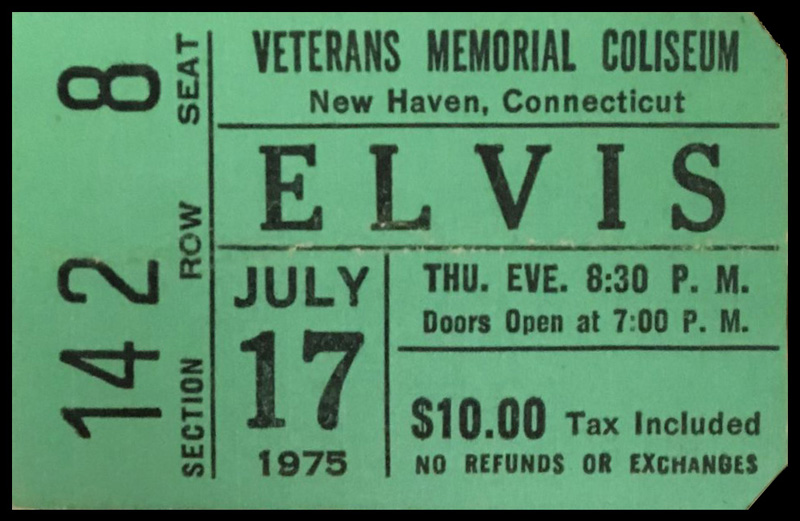 14 2 8
SECTION ROW SEAT
VETERANS MEMORIAL COLISEUM
New Haven, Connecticut
ELVIS
JULY
17
1975
THU. EVE. 8:30 P. M.
Doors Open at 7:00 P. M.
$10.00 Tax Included
NO REFUNDS OR EXCHANGES